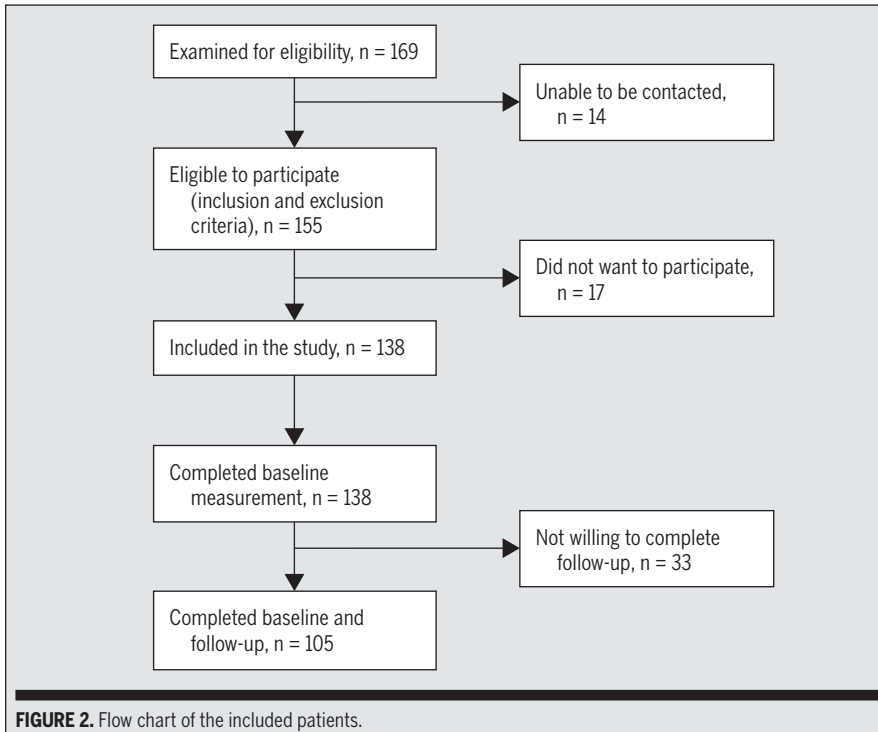 Examined for eligibility, n = 169
Unable to be contacted,
n = 14
Eligible to participate
(inclusion and exclusion
criteria), n = 155
Did not want to participate,
n = 17
Included in the study, n = 138
Completed baseline
measurement, n = 138
Not willing to complete
follow-up, n = 33
Completed baseline and
follow-up, n = 105
FIGURE 2. Flow chart of the included patients.